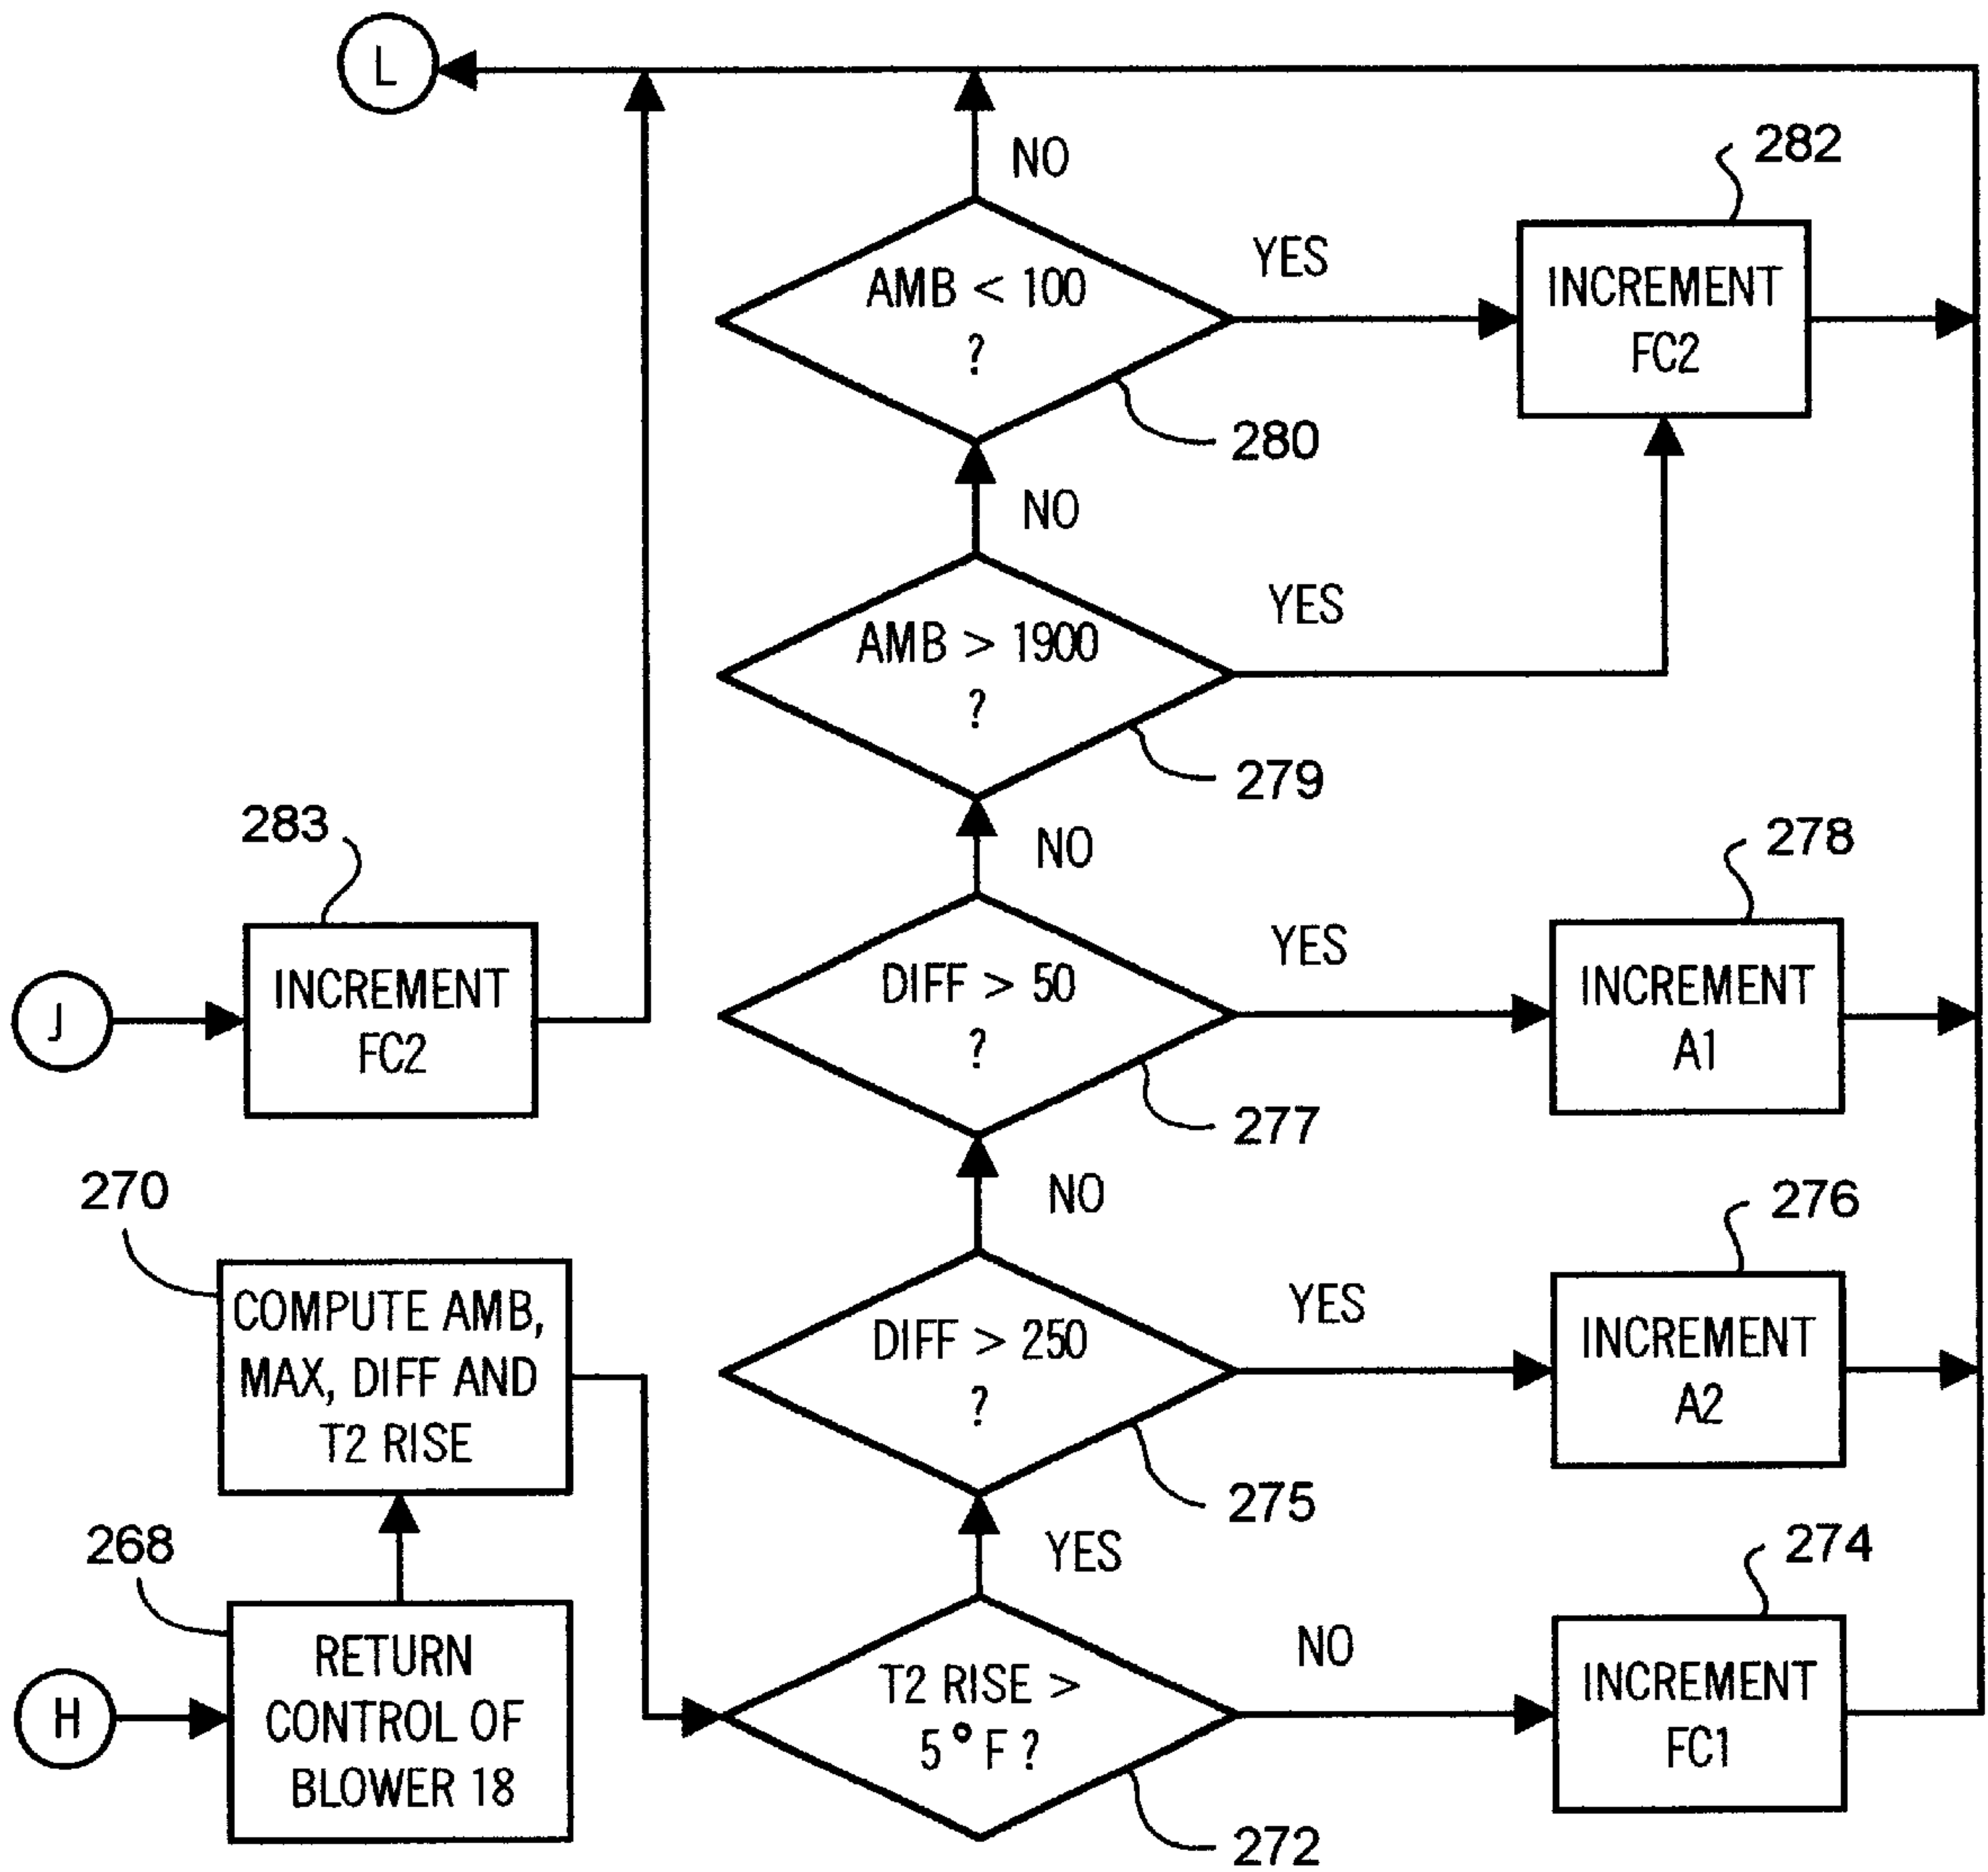 L
NO
282
AMB < 100
?
YES
INCREMENT
FC2
280
NO
AMB > 1900
?
YES
279
283
NO
278
INCREMENT
FC2
J
DIFF > 50
?
YES
INCREMENT
A1
277
270
NO
276
COMPUTE AMB,
MAX, DIFF AND
T2 RISE
DIFF > 250
?
YES
INCREMENT
A2
275
268
YES
274
H
RETURN
CONTROL OF
BLOWER 18
T2 RISE >
5°F?
NO
INCREMENT
FC1
272